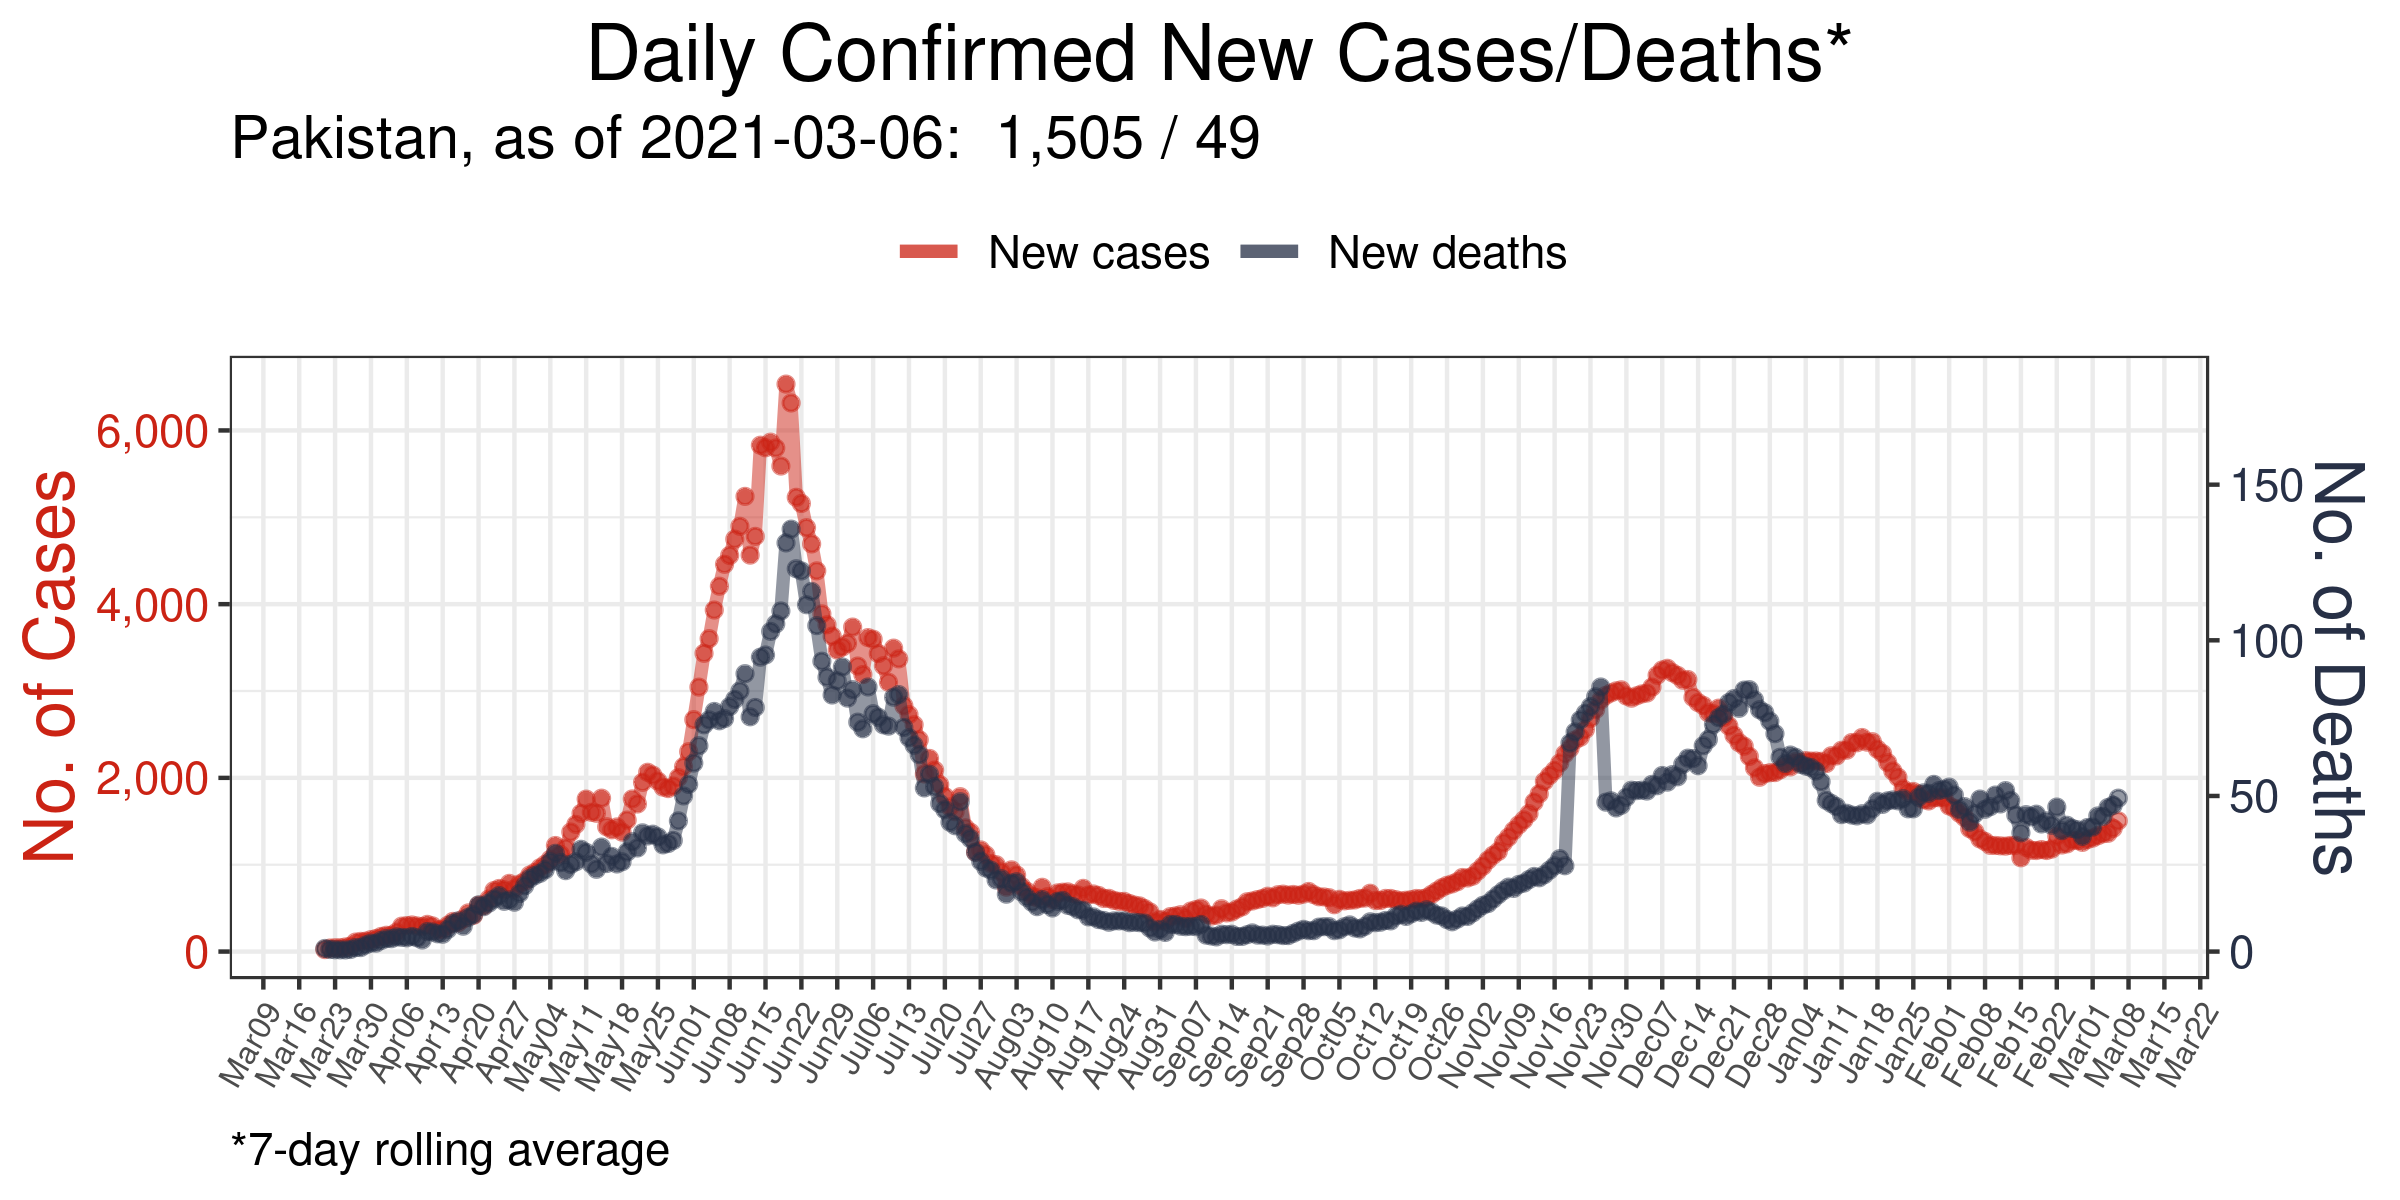 Daily Confirmed New Cases/Deaths*
Pakistan, as of 2021-03-06:  1,505 / 49
New cases
New deaths
No. of Cases
6,000
4,000
2,000
0
150
100
50
0
No. of Deaths
Mar09
Mar16
Mar23
Mar30
Apr06
Apr13
Apr20
Apr27
May04
May11
May18
May25
Jun01
Jun08
Jun15
Jun22
Jun29
Jul06
Jul13
Jul20
Jul27
Aug03
Aug10
Aug17
Aug24
Aug31
Sep07
Sep14
Sep21
Sep28
Oct05
Oct12
Oct19
Oct26
Nov02
Nov09
Nov16
Nov23
Nov30
Dec07
Dec14
Dec21
Dec28
Jan04
Jan11
Jan18
Jan25
Feb01
Feb08
Feb15
Feb22
Mar01
Mar08
Mar15
Mar22
*7-day rolling average